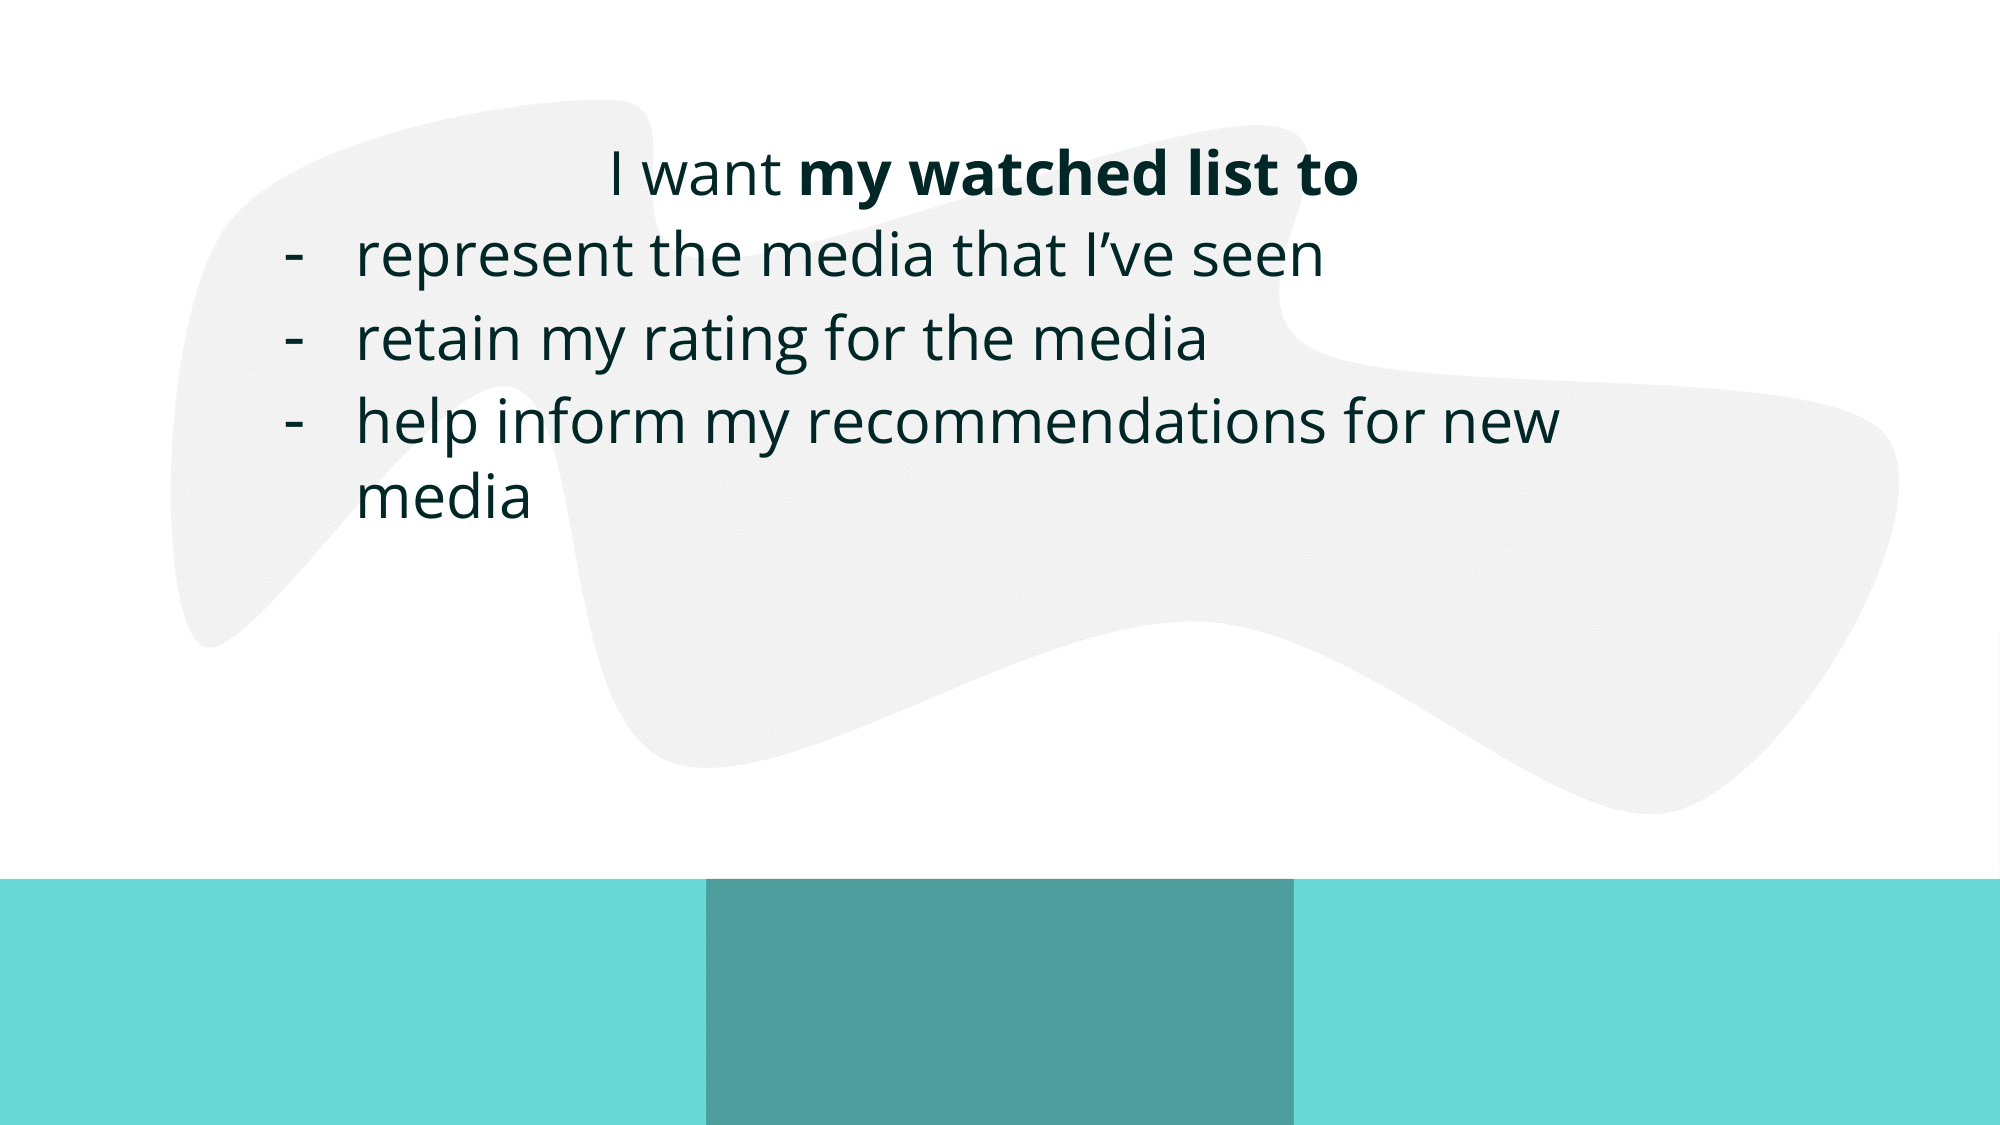 I want my watched list to
- represent the media that I’ve seen
- retain my rating for the media
- help inform my recommendations for new
media